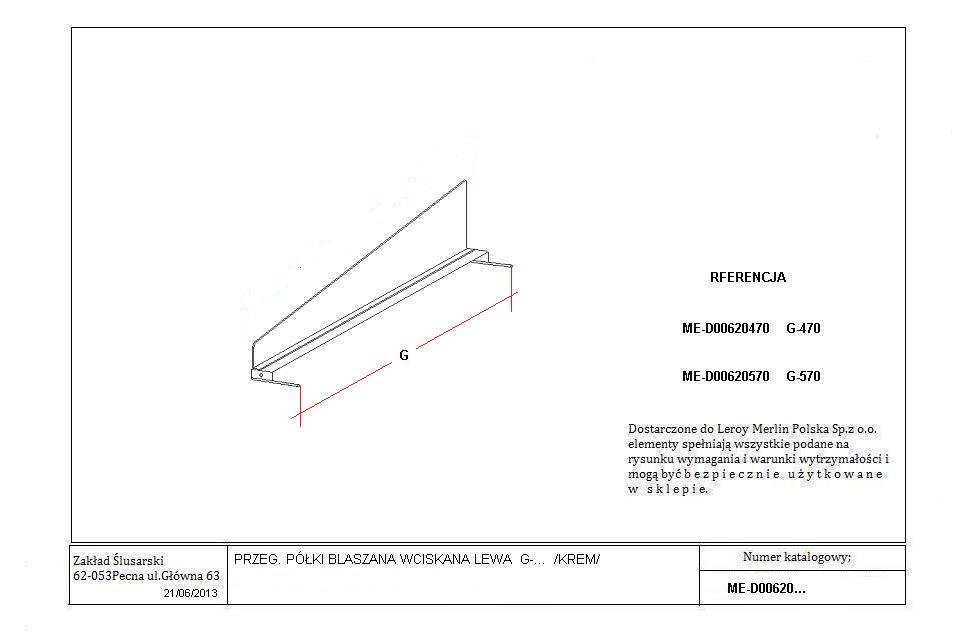 G
RFERENCJA
ME-D00620470 G-470
ME-D00620570 G-570
Dostarczone do Leroy Merlin Polska Sp.z o.o.
elementy spełniają wszystkie podane na
rysunku wymagania i warunki wytrzymałości i
mogą być b e z p i e c z n i e u ż y t k o w a n e
w s k l e p i e.
Zakład Ślusarski
62-053Pecna ul.Główna 63
21/06/2013
PRZEG. PÓŁKI BLASZANA WCISKANA LEWA G-... /KREM/
Numer katalogowy;
ME-D00620...